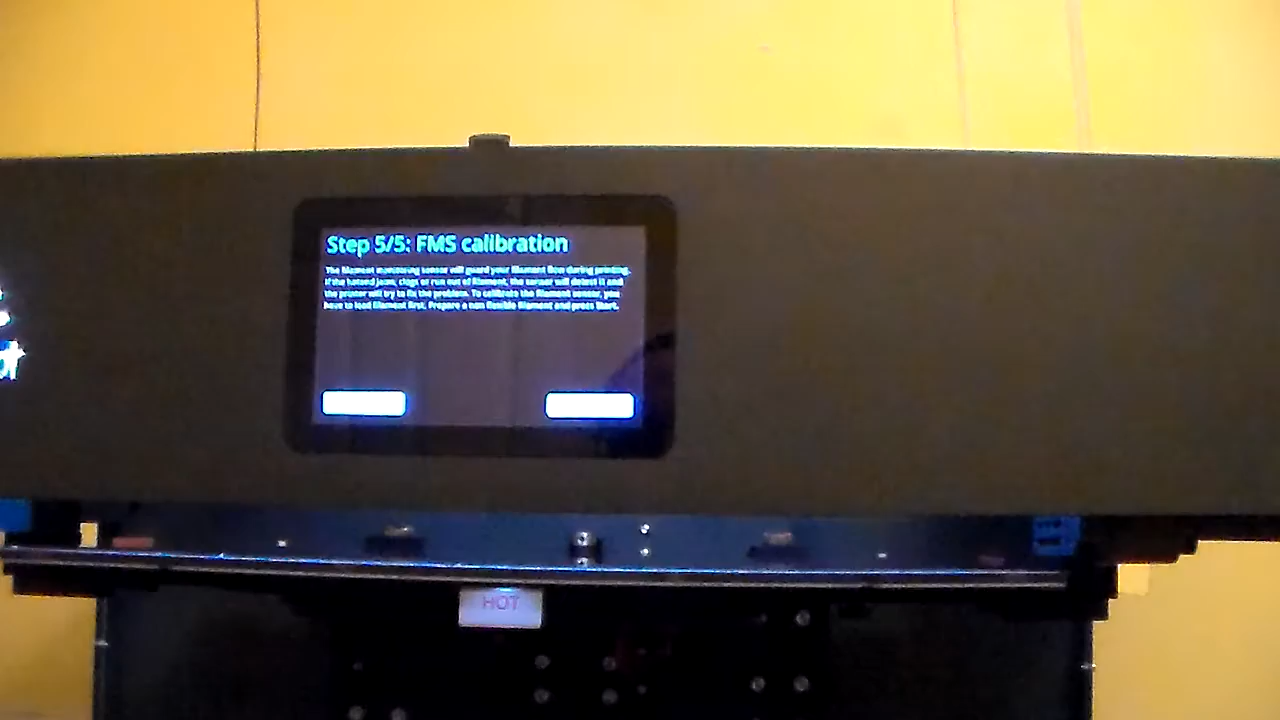 Step 5/5: FMS calibration
The filament monitoring sensor will guard your filament flow during printing.
If the hotend jams, clogs or run out of filament, the sensor will detect it and
the printer will try to fix the problem. To calibrate the filament sensor, you
have to load filament first. Prepare a non flexible filament and press Start.
HOT